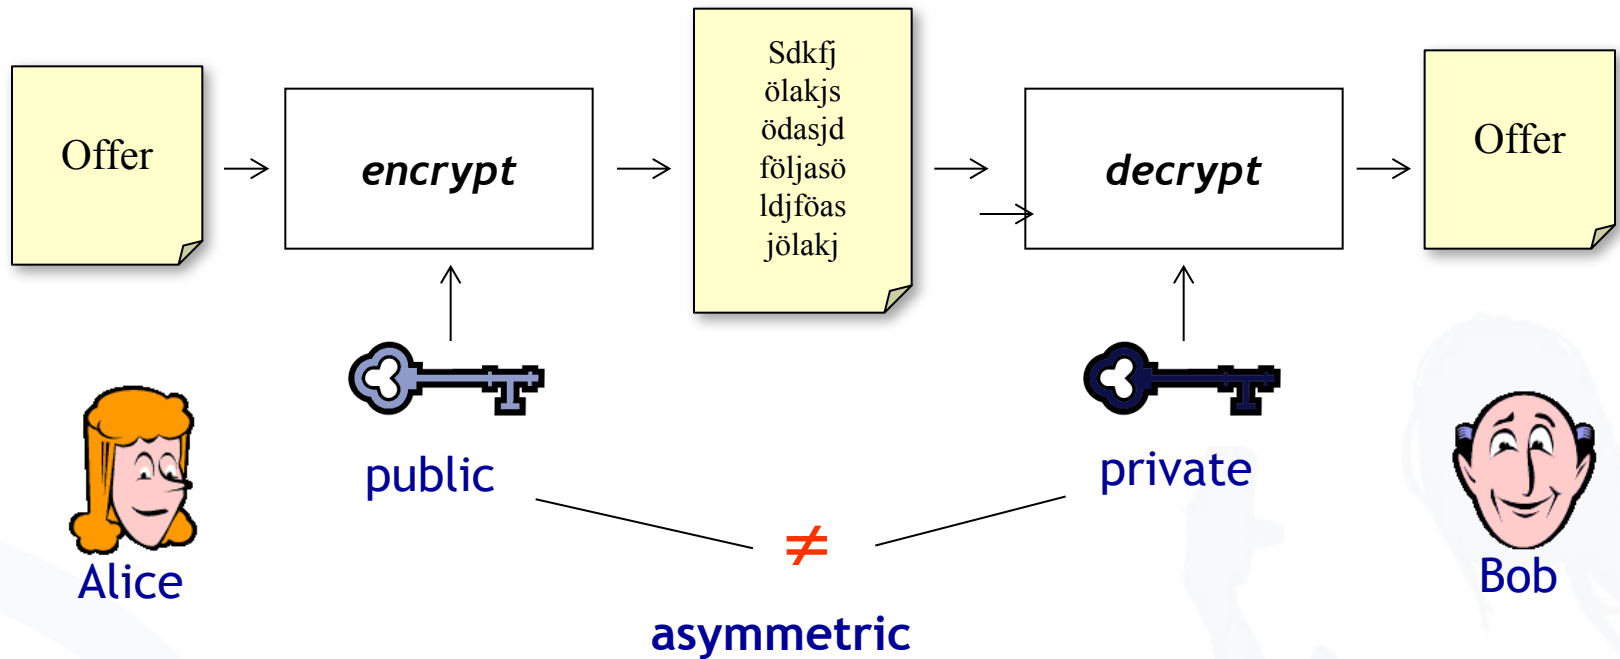 Offer
encrypt
Sdkfj
ölakjs
ödasjd
följasö
ldjföas
jölakj
decrypt
Offer
public
private
Alice
≠
Bob
asymmetric